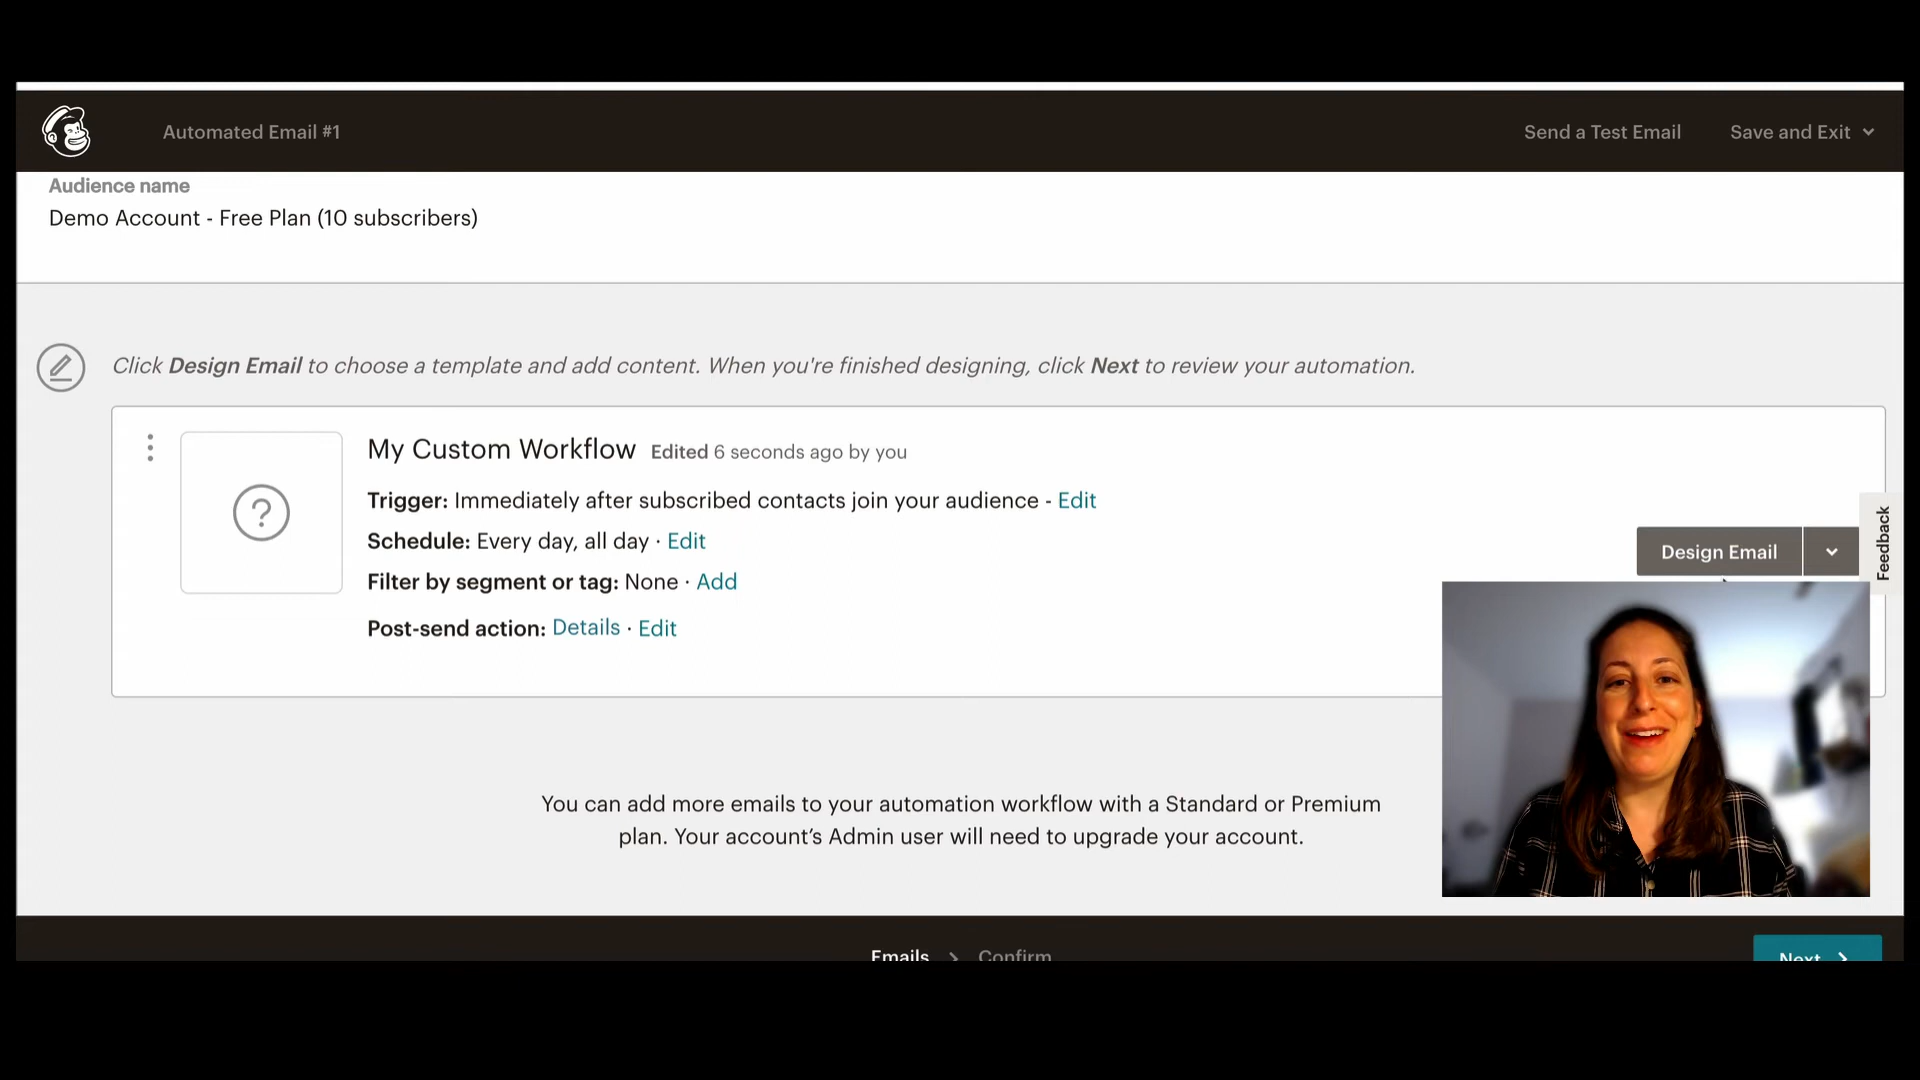 Automated Email #1
Send a Test Email
Save and Exit
Audience name
Demo Account - Free Plan (10 subscribers)
Click Design Email to choose a template and add content. When you're finished designing, click Next to review your automation.
My Custom Workflow Edited 6 seconds ago by you
Trigger: Immediately after subscribed contacts join your audience - Edit
Schedule: Every day, all day · Edit
Filter by segment or tag: None · Add
Post-send action: Details · Edit
Design Email
Feedback
You can add more emails to your automation workflow with a Standard or Premium
plan. Your account’s Admin user will need to upgrade your account.
Emails > Confirm
Next >